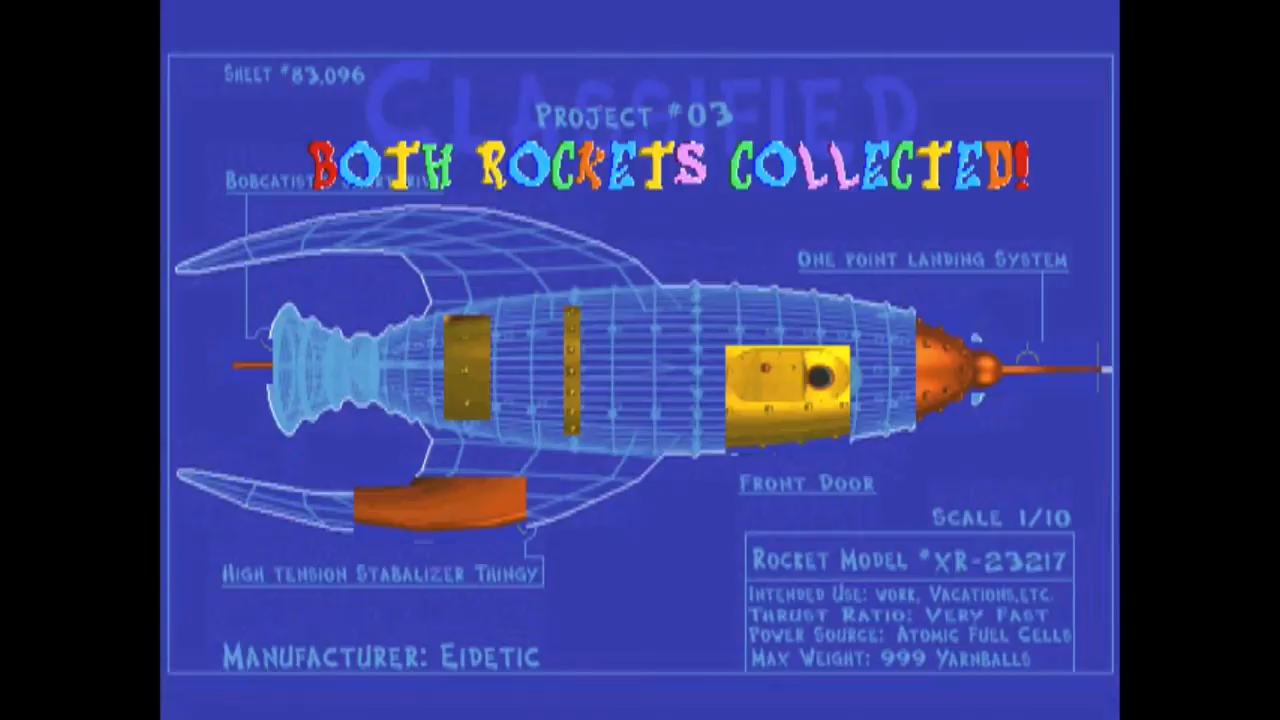 SHEET #83,096
CLASSIFIED
PROJECT #03
BOTH ROCKETS COLLECTED!
ONE POINT LANDING SYSTEM
FRONT DOOR
SCALE 1/10
HIGH TENSION STABALIZER THINGY
ROCKET MODEL #XR-23217
INTENDED USE: WORK, VACATIONS,ETC.
THRUST RATIO: VERY FAST
POWER SOURCE: ATOMIC FUEL CELLS
MAX WEIGHT: 999 YARNBALLS
MANUFACTURER: EIDETIC